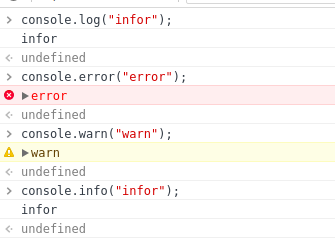 console.log("infor");
infor
undefined
console.error("error");
error
undefined
console.warn("warn");
warn
undefined
console.info("infor");
infor
undefined